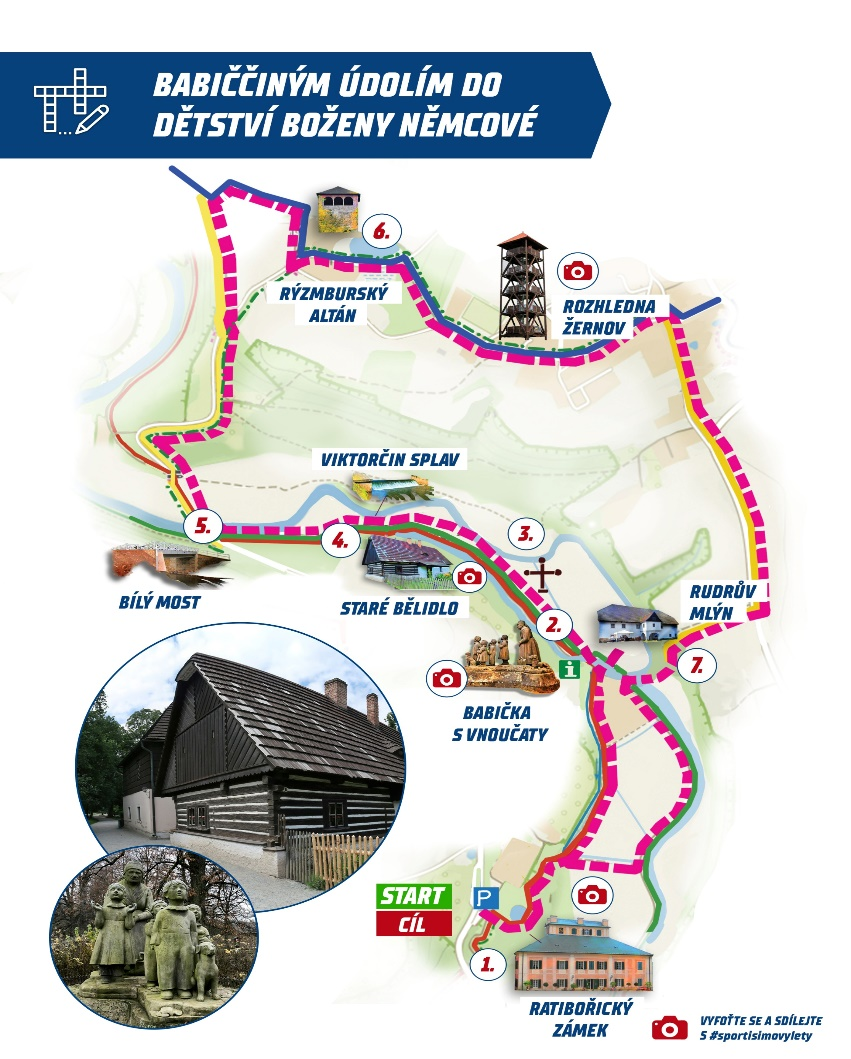 BABIČČINÝM ÚDOLÍM DO
DĚTSTVÍ BOŽENY NĚMCOVÉ
6.
RÝZMBURSKÝ
ALTÁN
ROZHLEDNA
ŽERNOV
VIKTORČIN SPLAV
5.
4.
3.
BÍLÝ MOST
STARÉ BĚLIDLO
2.
RUDRŮV
MLÝN
7.
i
BABIČKA
S VNOUČATY
START
CÍL
P
1.
RATIBOŘICKÝ
ZÁMEK
VYFOŤTE SE A SDÍLEJTE
S #sportisimovylety